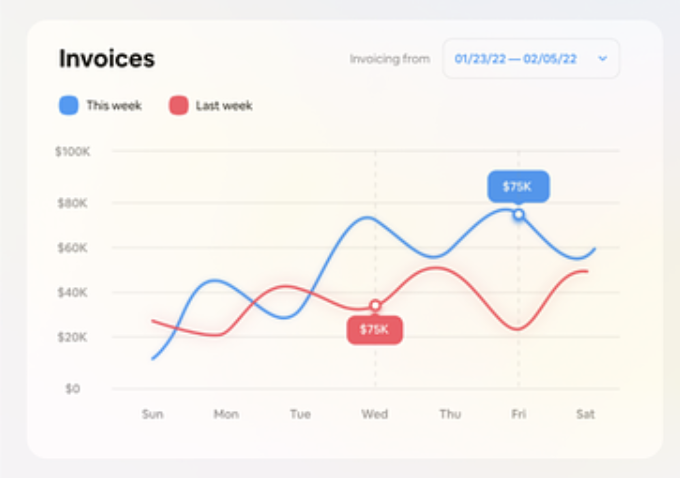 Invoices
Invoicing from
01/23/22 — 02/05/22
This week
Last week
$100K
$75K
$80K
$60K
$40K
$75K
$20K
$0
Sun Mon Tue Wed Thu Fri Sat